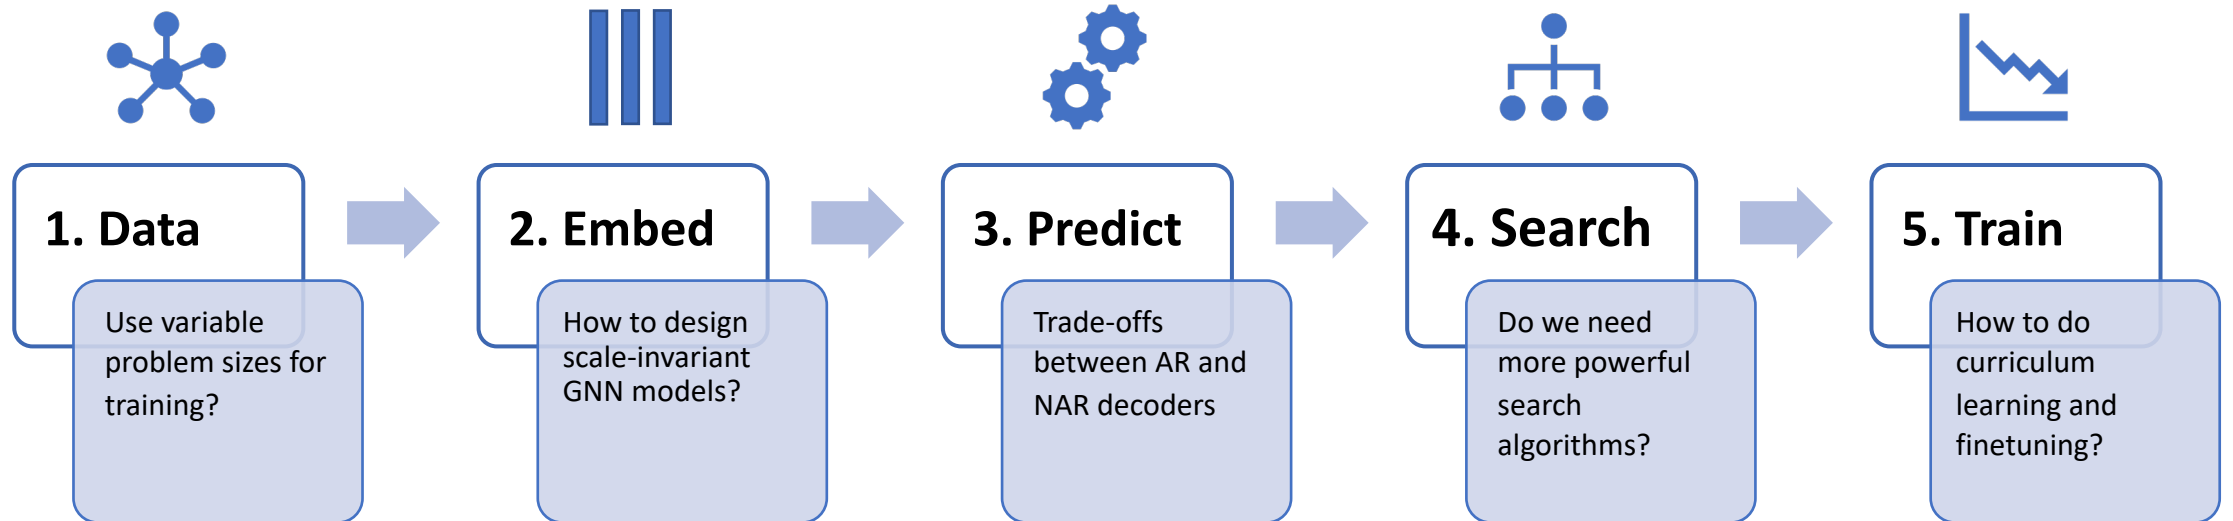 1. Data
Use variable
problem sizes for
training?
2. Embed
How to design
scale-invariant
GNN models?
3. Predict
Trade-offs
between AR and
NAR decoders
4. Search
Do we need
more powerful
search
algorithms?
5. Train
How to do
curriculum
learning and
finetuning?